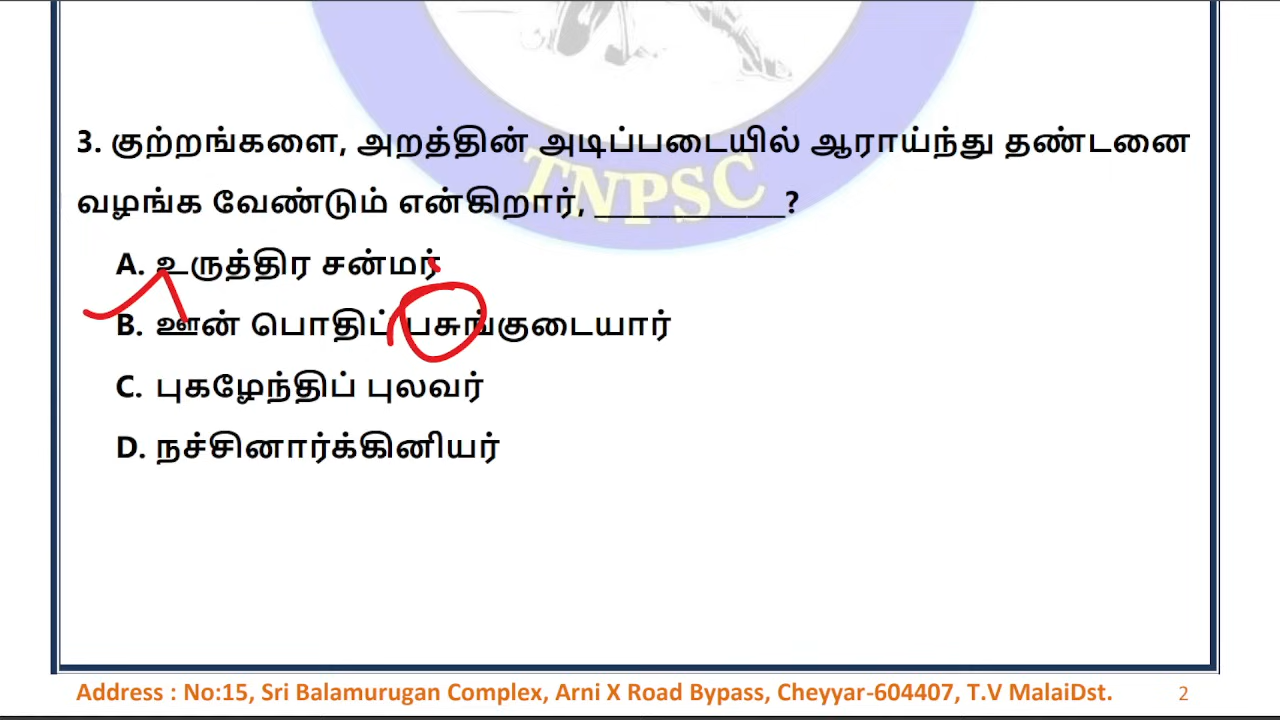 TNPSC
3. குற்றங்களை, அறத்தின் அடிப்படையில் ஆராய்ந்து தண்டனை
வழங்க வேண்டும் என்கிறார், ______________?
A. உருத்திர சன்மர்
B. ஊன் பொதிப் பசுங்குடையார்
C. புகழேந்திப் புலவர்
D. நச்சினார்க்கினியர்
Address : No:15, Sri Balamurugan Complex, Arni X Road Bypass, Cheyyar-604407, T.V MalaiDst. 2